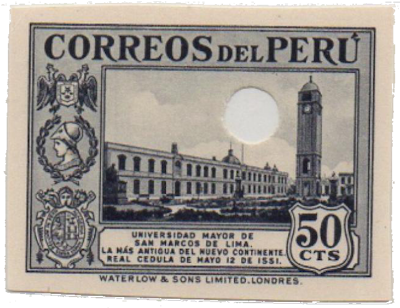 CORREOS DEL PERÚ
UNIVERSIDAD MAYOR DE
SAN MARCOS DE LIMA.
LA MÁS ANTIGUA DEL NUEVO CONTINENTE
REAL CEDULA DE MAYO 12 DE 1551.
50
CTS
WATERLOW & SONS LIMITED. LONDRES.